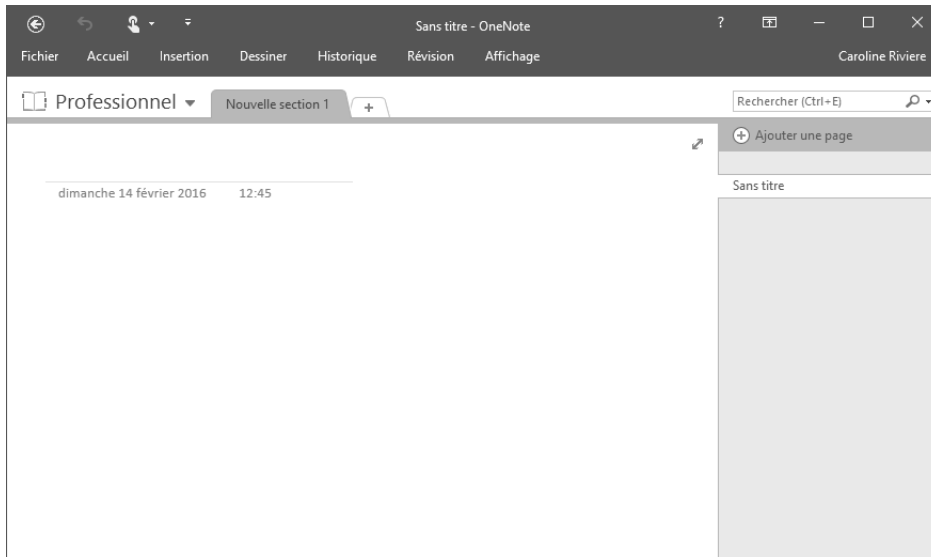 Sans titre - OneNote
?
Fichier Accueil Insertion Dessiner Historique Révision Affichage Caroline Riviere
Professionnel Nouvelle section 1 +
Rechercher (Ctrl+E)
Ajouter une page
Sans titre
dimanche 14 février 2016 12:45